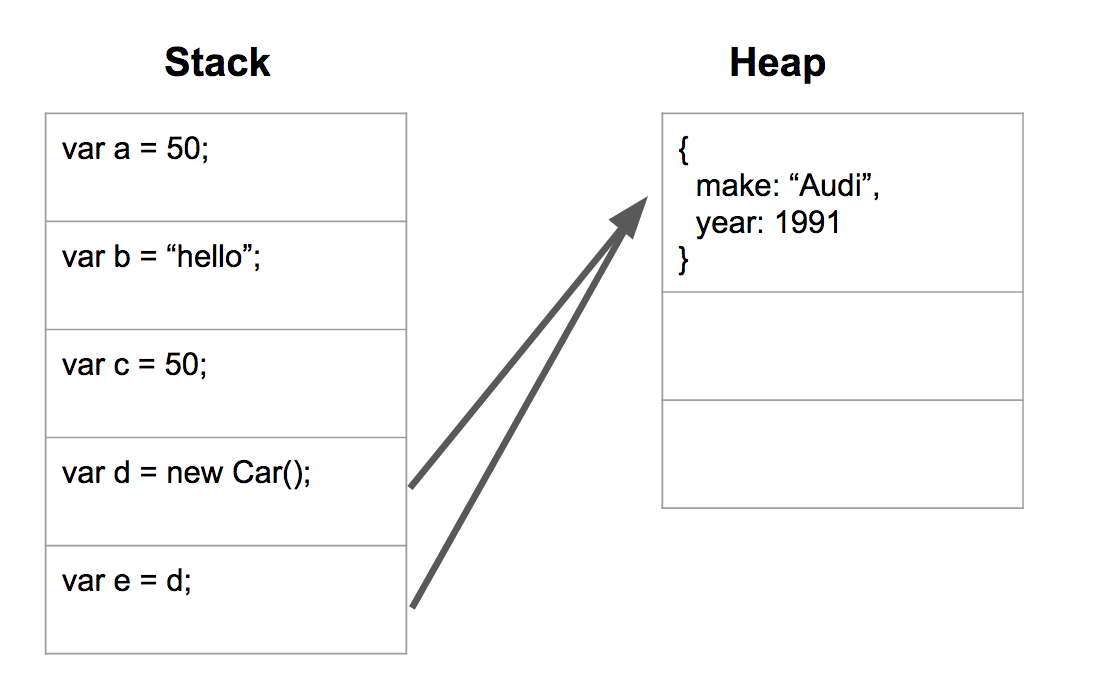 Stack
Heap
var a = 50;
var b = “hello”;
var c = 50;
var d = new Car();
var e = d;
{
make: “Audi”,
year: 1991
}